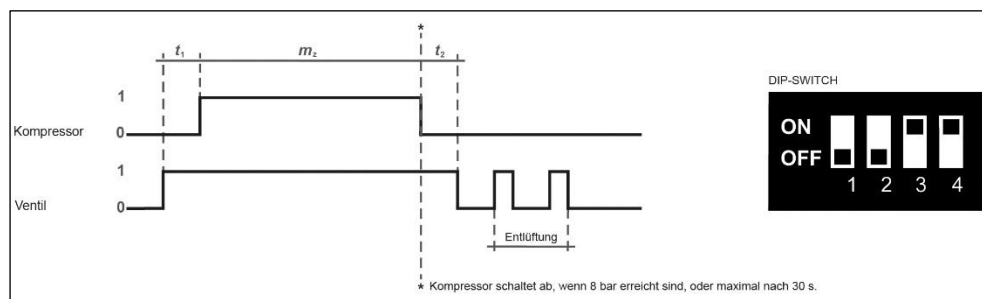 *
t₁ m_z t₂
DIP-SWITCH
1
Kompressor 0
ON
OFF
1 2 3 4
1
Ventil 0
Entlüftung
* Kompressor schaltet ab, wenn 8 bar erreicht sind, oder maximal nach 30 s.